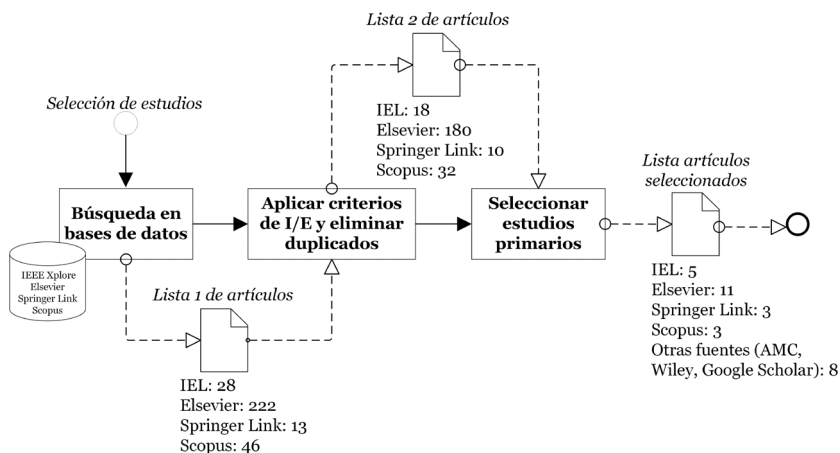 Lista 2 de artículos
IEL: 18
Elsevier: 180
Springer Link: 10
Scopus: 32
Selección de estudios
Búsqueda en
bases de datos
IEEE Xplore
Elsevier
Springer Link
Scopus
Aplicar criterios
de I/E y eliminar
duplicados
Seleccionar
estudios
primarios
Lista artículos
seleccionados
IEL: 5
Elsevier: 11
Springer Link: 3
Scopus: 3
Otras fuentes (AMC,
Wiley, Google Scholar): 8
Lista 1 de artículos
IEL: 28
Elsevier: 222
Springer Link: 13
Scopus: 46